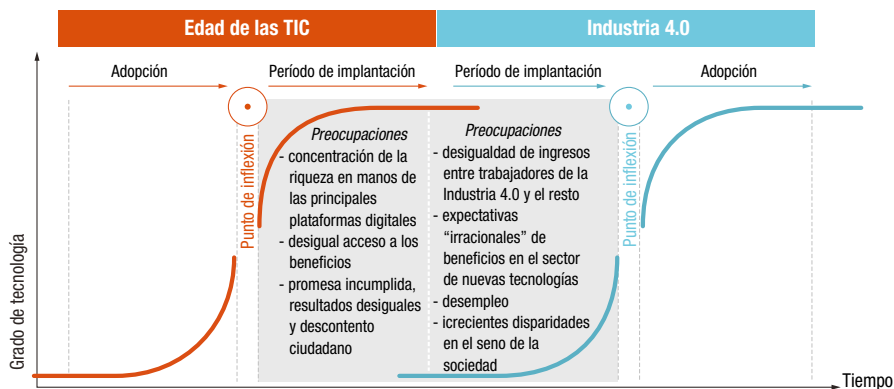 Edad de las TIC
Industria 4.0
Adopción
Período de implantación
Período de implantación
Adopción
Grado de tecnología
Punto de inflexión
Preocupaciones
- concentración de la
riqueza en manos de
las principales
plataformas digitales
- desigual acceso a los
beneficios
- promesa incumplida,
resultados desiguales
y descontento
ciudadano
Preocupaciones
- desigualdad de ingresos
entre trabajadores de la
Industria 4.0 y el resto
- expectativas
“irracionales” de
beneficios en el sector
de nuevas tecnologías
- desempleo
- icrecientes disparidades
en el seno de la
sociedad
Punto de inflexión
Tiempo